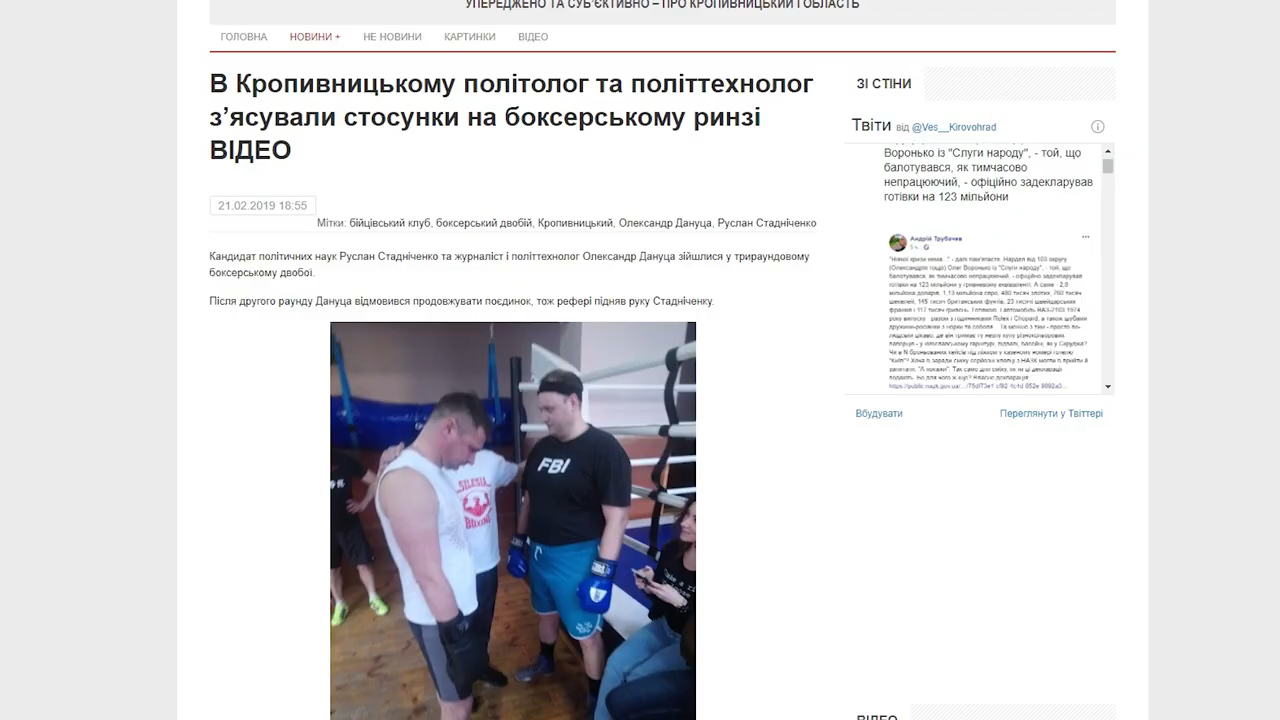 УПЕРЕДЖЕНО ТА СУБ'ЄКТИВНО – ПРО КРОПИВНИЦЬКИЙ І ОБЛАСТЬ
ГОЛОВНА НОВИНИ + НЕ НОВИНИ КАРТИНКИ ВІДЕО
В Кропивницькому політолог та політтехнолог
з’ясували стосунки на боксерському ринзі
ВІДЕО
21.02.2019 18:55
Мітки: бійцівський клуб, боксерський двобій, Кропивницький, Олександр Дануца, Руслан Стадніченко
Кандидат політичних наук Руслан Стадніченко та журналіст і політтехнолог Олександр Дануца зійшлися у трираундовому
боксерському двобої.
Після другого раунду Дануца відмовився продовжувати поєдинок, тож рефері підняв руку Стадніченку.
SILESIA
BOXING
FBI
ЗІ СТІНИ
Твіти від @Ves__Kirovohrad
Воронько із "Слуги народу", - той, що
балотувався, як тимчасово
непрацюючий, - офіційно задекларував
готівки на 123 мільйони
Андрій Трубачов
Вбудувати Переглянути у Твіттері
ВІДЕО